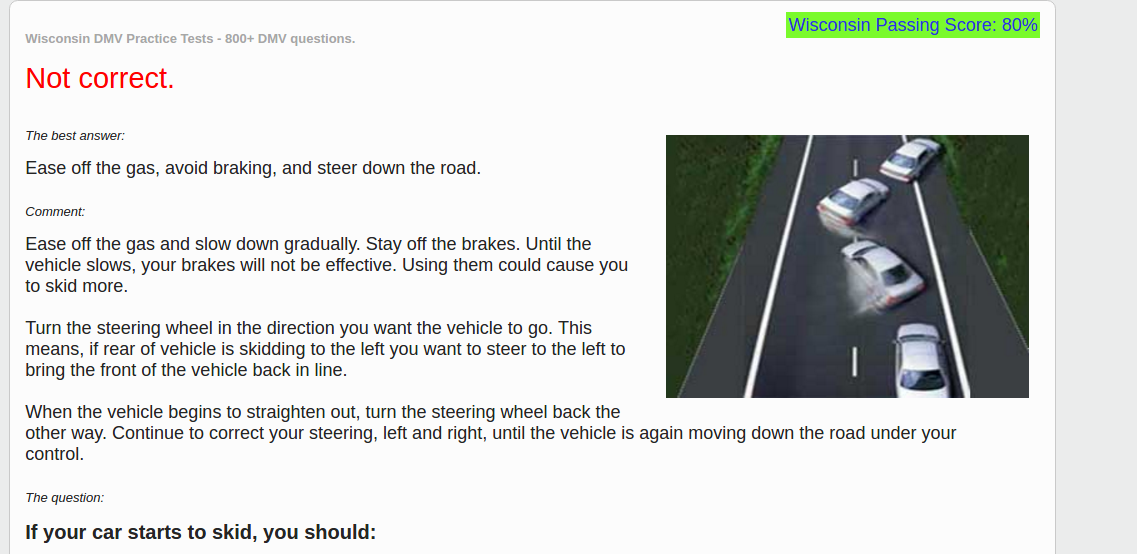 Wisconsin Passing Score: 80%
Wisconsin DMV Practice Tests - 800+ DMV questions.
Not correct.
The best answer:
Ease off the gas, avoid braking, and steer down the road.
Comment:
Ease off the gas and slow down gradually. Stay off the brakes. Until the
vehicle slows, your brakes will not be effective. Using them could cause you
to skid more.
Turn the steering wheel in the direction you want the vehicle to go. This
means, if rear of vehicle is skidding to the left you want to steer to the left to
bring the front of the vehicle back in line.
When the vehicle begins to straighten out, turn the steering wheel back the
other way. Continue to correct your steering, left and right, until the vehicle is again moving down the road under your
control.
The question:
If your car starts to skid, you should: